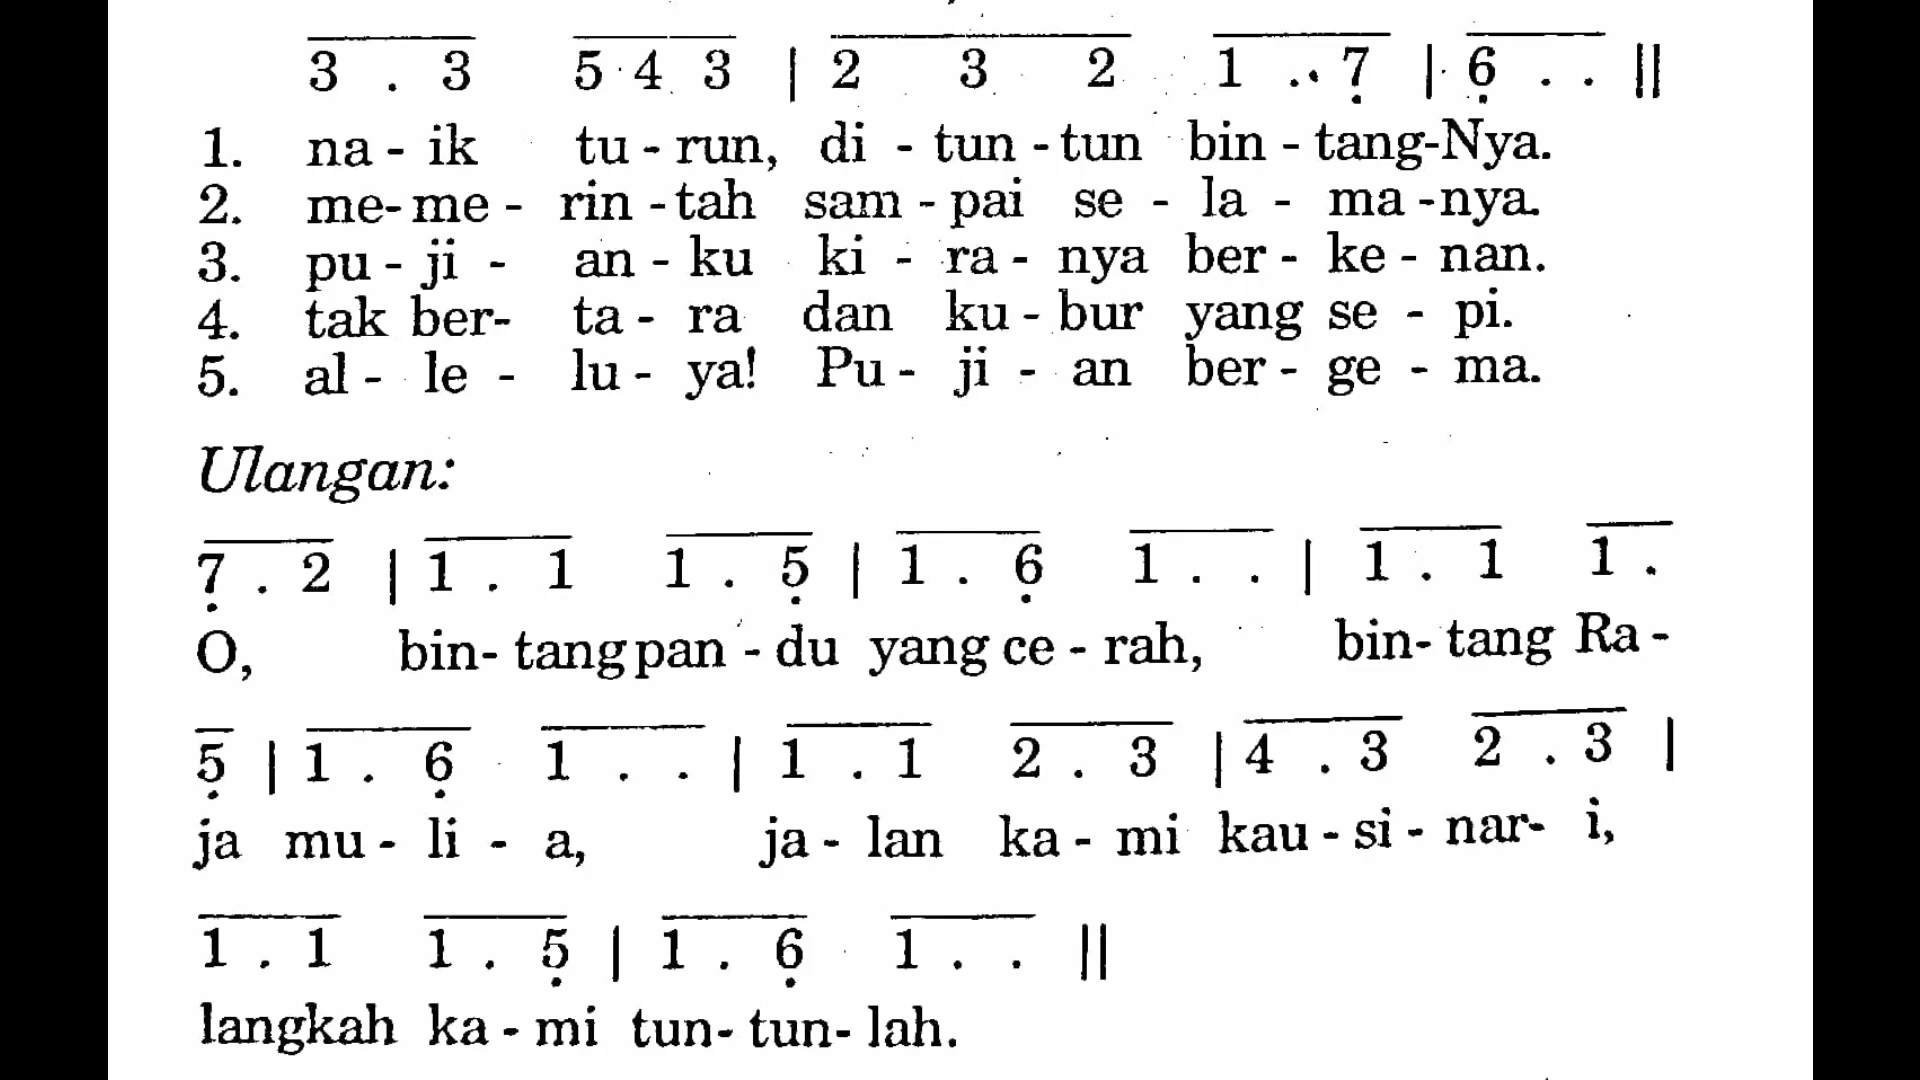 3 . 3 5 4 3 | 2 3 2 1 . . 7̣ | 6̣ . . ||
1. na - ik tu - run, di - tun - tun bin - tang-Nya.
2. me- me - rin - tah sam - pai se - la - ma -nya.
3. pu - ji - an - ku ki - ra - nya ber - ke - nan.
4. tak ber- ta - ra dan ku - bur yang se - pi.
5. al - le - lu - ya! Pu - ji - an ber - ge - ma.
Ulangan:
7̣ . 2 | 1 . 1 1 . 5̣ | 1 . 6̣ 1 . . | 1 . 1 1 .
O, bin- tang pan - du yang ce - rah, bin- tang Ra -
5̣ | 1 . 6̣ 1 . . | 1 . 1 2 . 3 | 4 . 3 2 . 3 |
ja mu - li - a, ja - lan ka - mi kau - si - nar- i,
1 . 1 1 . 5̣ | 1 . 6̣ 1 . . ||
langkah ka - mi tun- tun- lah.